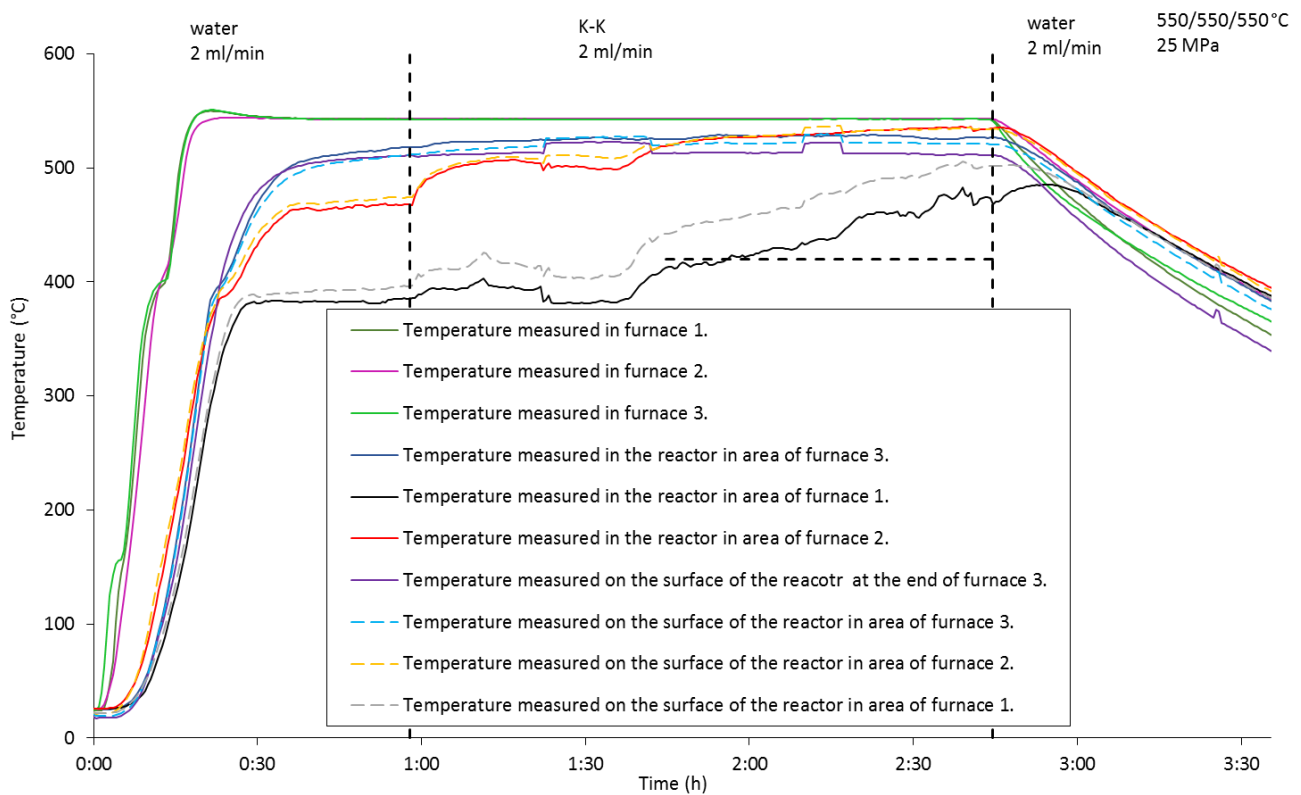 water
2 ml/min
K-K
2 ml/min
water
2 ml/min
550/550/550°C
25 MPa
600
500
400
300
200
100
0
Temperature (°C)
Temperature measured in furnace 1.
Temperature measured in furnace 2.
Temperature measured in furnace 3.
Temperature measured in the reactor in area of furnace 3.
Temperature measured in the reactor in area of furnace 1.
Temperature measured in the reactor in area of furnace 2.
Temperature measured on the surface of the reacotr at the end of furnace 3.
Temperature measured on the surface of the reactor in area of furnace 3.
Temperature measured on the surface of the reactor in area of furnace 2.
Temperature measured on the surface of the reactor in area of furnace 1.
0:00 0:30 1:00 1:30 2:00 2:30 3:00 3:30
Time (h)